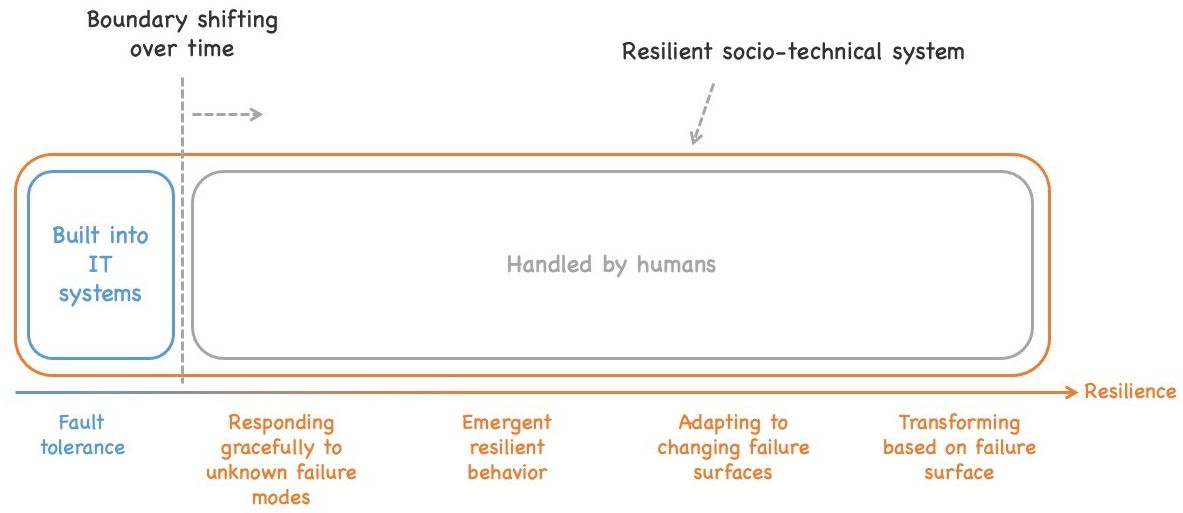 Boundary shifting
over time
Resilient socio-technical system
Built into
IT
systems
Handled by humans
Resilience
Fault
tolerance
Responding
gracefully to
unknown failure
modes
Emergent
resilient
behavior
Adapting to
changing failure
surfaces
Transforming
based on failure
surface